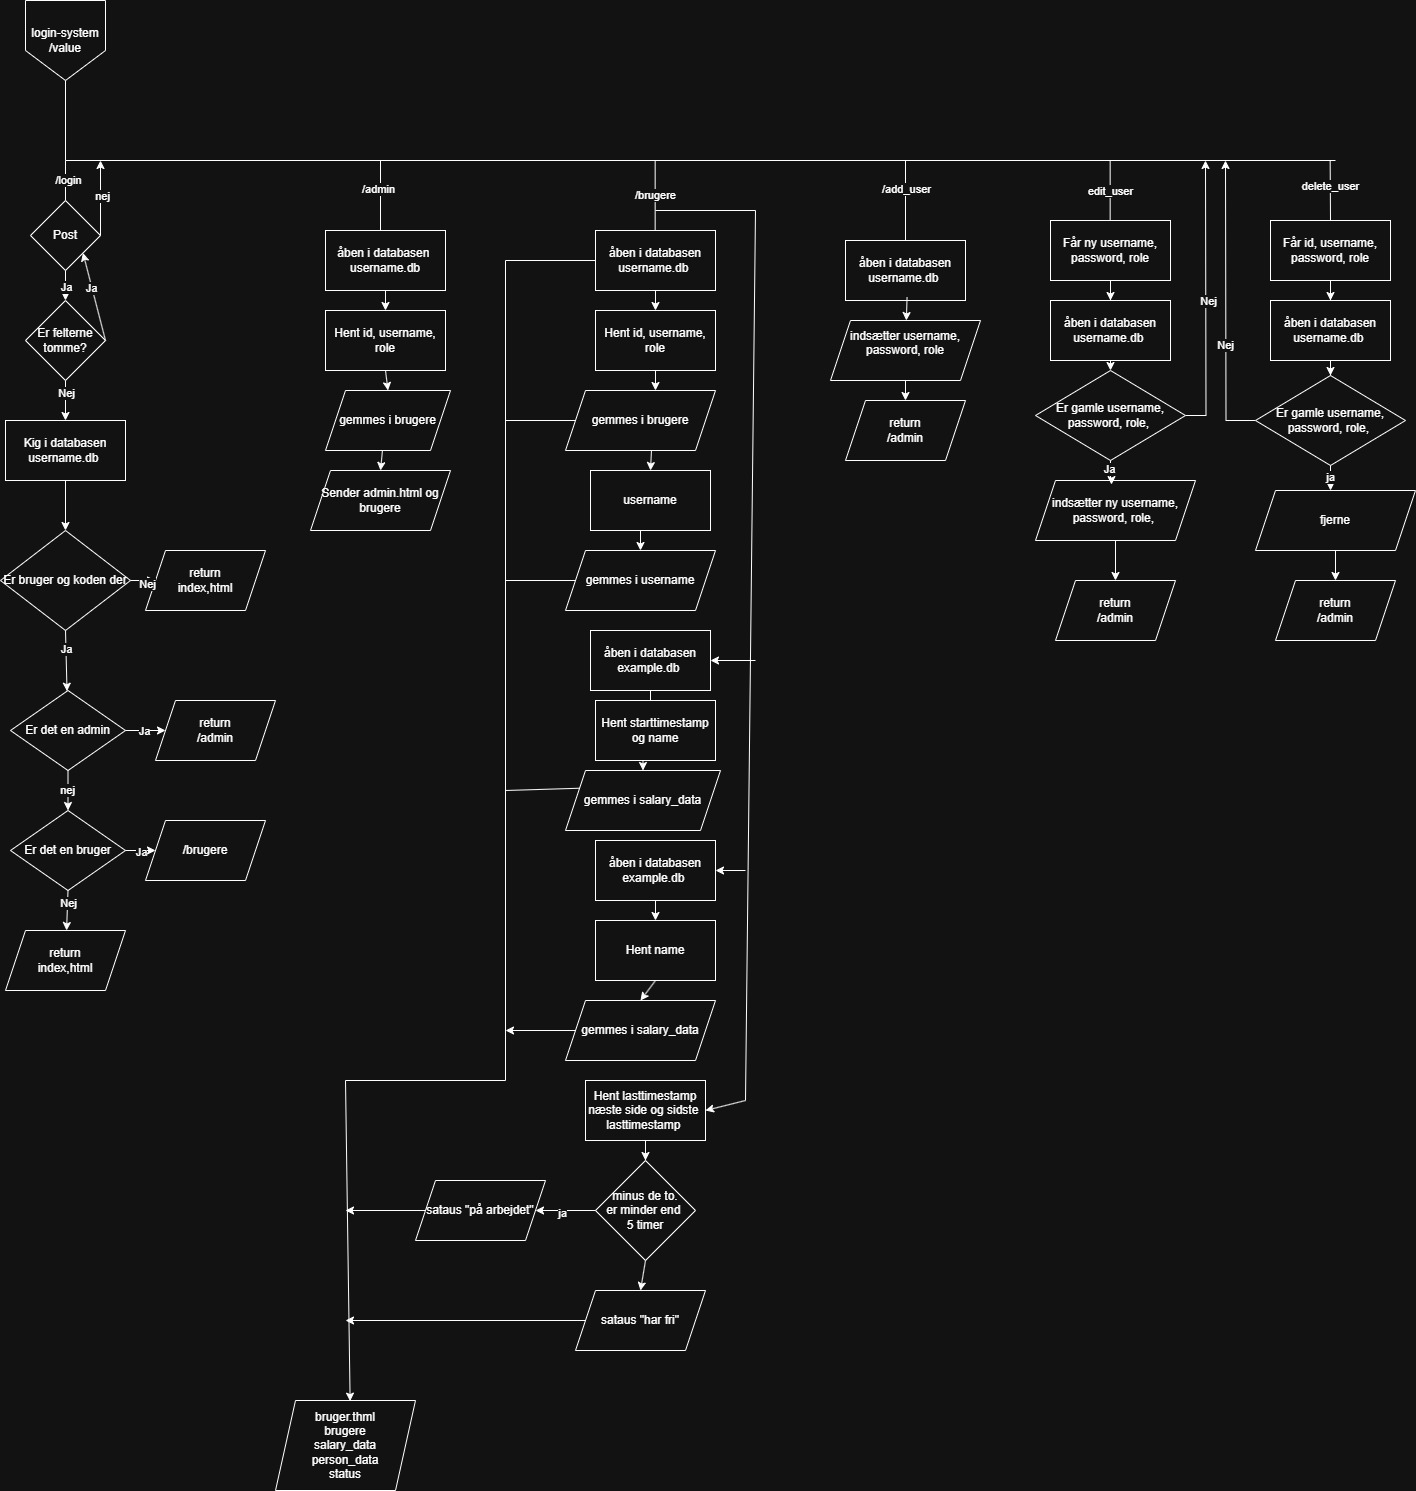 login-system
/value
/login
nej
Post
Ja
Ja
Er felterne
tomme?
Nej
Kig i databasen
username.db
Er bruger og koden der
Nej
return
index,html
Ja
Er det en admin
Ja
return
/admin
nej
Er det en bruger
Ja
/brugere
Nej
return
index,html
/admin
åben i databasen
username.db
Hent id, username,
role
gemmes i brugere
Sender admin.html og
brugere
/brugere
åben i databasen
username.db
Hent id, username,
role
gemmes i brugere
username
gemmes i username
åben i databasen
example.db
Hent starttimestamp
og name
gemmes i salary_data
åben i databasen
example.db
Hent name
gemmes i salary_data
Hent lasttimestamp
næste side og sidste
lasttimestamp
minus de to.
er minder end
5 timer
ja
sataus "på arbejdet"
sataus "har fri"
bruger.thml
brugere
salary_data
person_data
status
/add_user
åben i databasen
username.db
indsætter username,
password, role
return
/admin
edit_user
Får ny username,
password, role
åben i databasen
username.db
Er gamle username,
password, role,
Nej
Ja
indsætter ny username,
password, role,
return
/admin
delete_user
Får id, username,
password, role
åben i databasen
username.db
Er gamle username,
password, role,
Nej
ja
fjerne
return
/admin